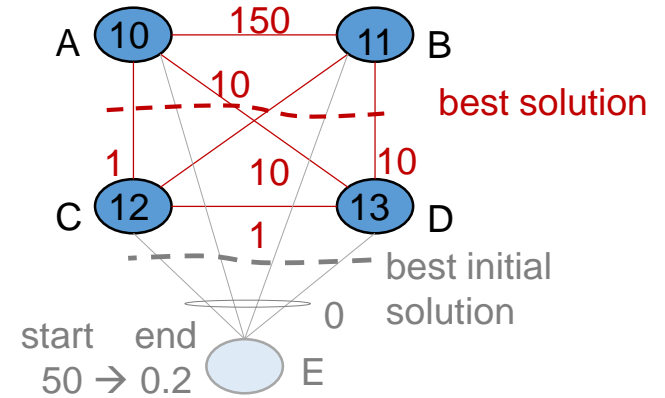 150
A 10 11 B
10
best solution
1 10 10
C 12 13 D
1
best initial
solution
0
start end
50 → 0.2 E